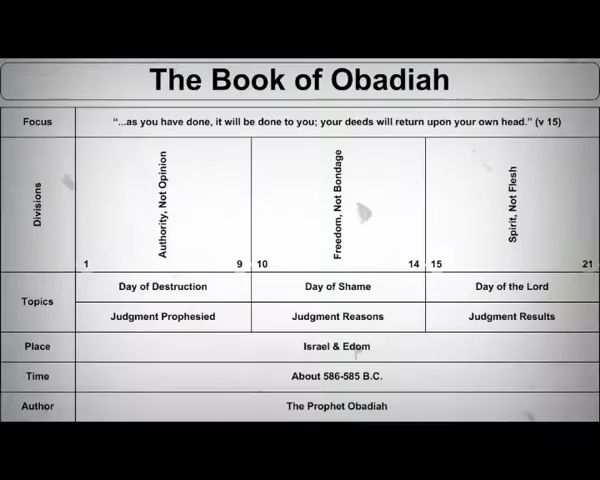 The Book of Obadiah
Focus
“...as you have done, it will be done to you; your deeds will return upon your own head.” (v 15)
Divisions
Authority, Not Opinion
Freedom, Not Bondage
Spirit, Not Flesh
1 9 10 14 15 21
Topics
Day of Destruction
Day of Shame
Day of the Lord
Judgment Prophesied
Judgment Reasons
Judgment Results
Place
Israel & Edom
Time
About 586-585 B.C.
Author
The Prophet Obadiah